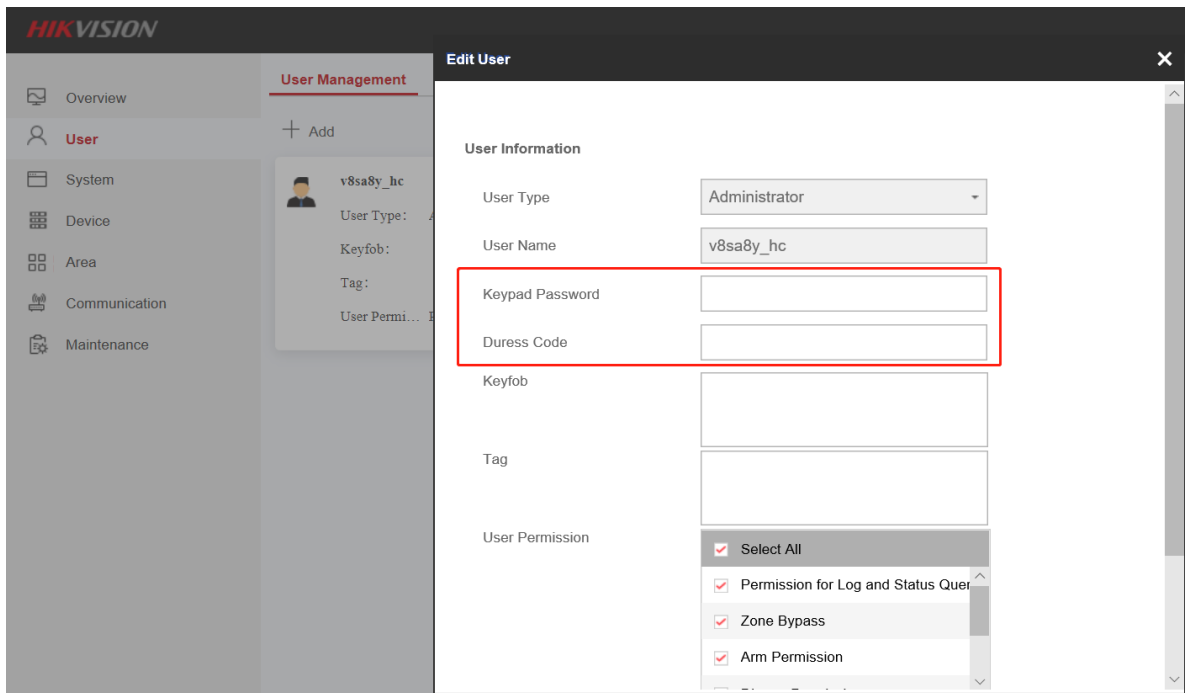 HIKVISION
Overview
User
System
Device
Area
Communication
Maintenance
User Management
Add
v8sa8y_hc
User Type:
Keyfob:
Tag:
User Permi...
Edit User
User Information
User Type
Administrator
User Name
v8sa8y_hc
Keypad Password
Duress Code
Keyfob
Tag
User Permission
Select All
Permission for Log and Status Quer
Zone Bypass
Arm Permission